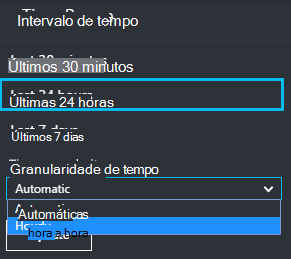 Intervalo de tempo
Últimos 30 minutos
Últimas 24 horas
Últimos 7 dias
Granularidade de tempo
Automatic
Automáticas
hora a hora